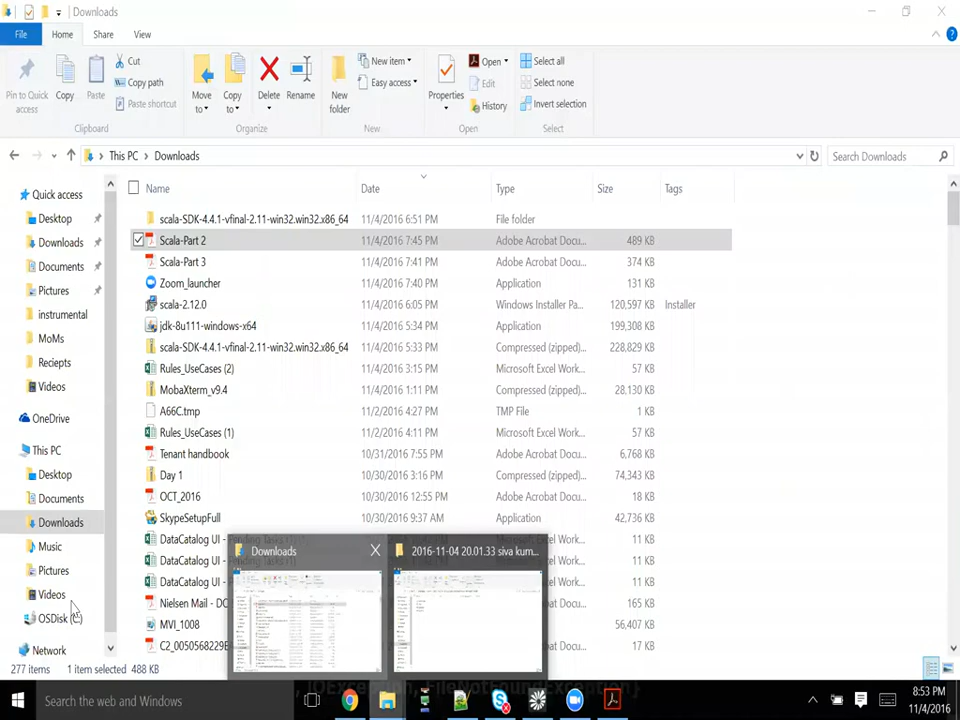 Downloads
File Home Share View
Pin to Quick access
Copy
Paste
Cut
Copy path
Paste shortcut
Clipboard
Move to
Copy to
Delete
Rename
Organize
New folder
New item
Easy access
New
Properties
Open
Edit
History
Open
Select all
Select none
Invert selection
Select
This PC > Downloads
Search Downloads
Name Date Type Size Tags
Quick access
Desktop
Downloads
Documents
Pictures
instrumental
MoMs
Reciepts
Videos
OneDrive
This PC
Desktop
Documents
Downloads
Music
Pictures
Videos
OSDisk (C:)
Network
scala-SDK-4.4.1-vfinal-2.11-win32.win32.x86_64 11/4/2016 6:51 PM File folder
Scala-Part 2 11/4/2016 7:45 PM Adobe Acrobat Docu... 489 KB
Scala-Part 3 11/4/2016 7:41 PM Adobe Acrobat Docu... 374 KB
Zoom_launcher 11/4/2016 7:40 PM Application 131 KB
scala-2.12.0 11/4/2016 6:05 PM Windows Installer Pa... 120,597 KB Installer
jdk-8u111-windows-x64 11/4/2016 5:34 PM Application 199,308 KB
scala-SDK-4.4.1-vfinal-2.11-win32.win32.x86_64 11/4/2016 5:33 PM Compressed (zipped)... 228,829 KB
Rules_UseCases (2) 11/4/2016 3:15 PM Microsoft Excel Work... 57 KB
MobaXterm_v9.4 11/4/2016 1:11 PM Compressed (zipped)... 28,130 KB
A66C.tmp 11/2/2016 4:27 PM TMP File 1 KB
Rules_UseCases (1) 11/2/2016 4:11 PM Microsoft Excel Work... 57 KB
Tenant handbook 10/31/2016 7:55 PM Adobe Acrobat Docu... 6,768 KB
Day 1 10/30/2016 3:16 PM Compressed (zipped)... 74,343 KB
OCT_2016 10/30/2016 12:55 PM Adobe Acrobat Docu... 18 KB
SkypeSetupFull 10/30/2016 9:37 AM Application 42,736 KB
DataCatalog UI - Work... 11 KB
DataCatalog UI - Work... 11 KB
DataCatalog UI - Work... 11 KB
Nielsen Mail - DC Docu... 165 KB
MVI_1008 56,407 KB
C2_0050568229E Docu... 17 KB
Downloads
2016-11-04 20.01.33 siva kum...
277 items 1 item selected 488 KB
, IOException, FileNotFoundException}
Search the web and Windows
8:53 PM
11/4/2016